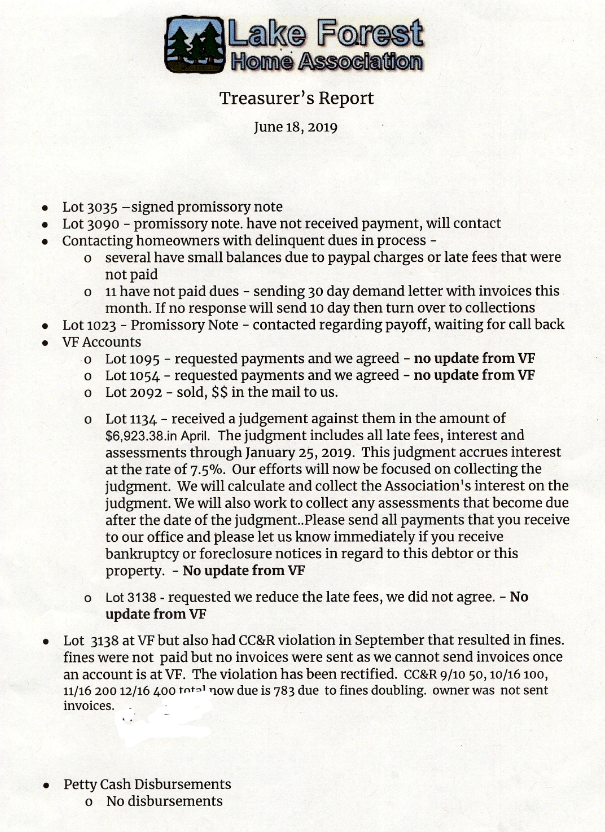 Lake Forest
Home Association
Treasurer's Report
June 18, 2019
• Lot 3035 –signed promissory note
• Lot 3090 – promissory note. have not received payment, will contact
• Contacting homeowners with delinquent dues in process –
o several have small balances due to paypal charges or late fees that were
not paid
o 11 have not paid dues – sending 30 day demand letter with invoices this
month. If no response will send 10 day then turn over to collections
• Lot 1023 – Promissory Note – contacted regarding payoff, waiting for call back
• VF Accounts
o Lot 1095 – requested payments and we agreed – no update from VF
o Lot 1054 – requested payments and we agreed – no update from VF
o Lot 2092 – sold, $$ in the mail to us.
o Lot 1134 – received a judgement against them in the amount of
$6,923.38.in April. The judgment includes all late fees, interest and
assessments through January 25, 2019. This judgment accrues interest
at the rate of 7.5%. Our efforts will now be focused on collecting the
judgment. We will calculate and collect the Association's interest on the
judgment. We will also work to collect any assessments that become due
after the date of the judgment..Please send all payments that you receive
to our office and please let us know immediately if you receive
bankruptcy or foreclosure notices in regard to this debtor or this
property. – No update from VF
o Lot 3138 - requested we reduce the late fees, we did not agree. – No
update from VF
• Lot 3138 at VF but also had CC&R violation in September that resulted in fines.
fines were not paid but no invoices were sent as we cannot send invoices once
an account is at VF. The violation has been rectified. CC&R 9/10 50, 10/16 100,
11/16 200 12/16 400 total now due is 783 due to fines doubling. owner was not sent
invoices.
• Petty Cash Disbursements
o No disbursements